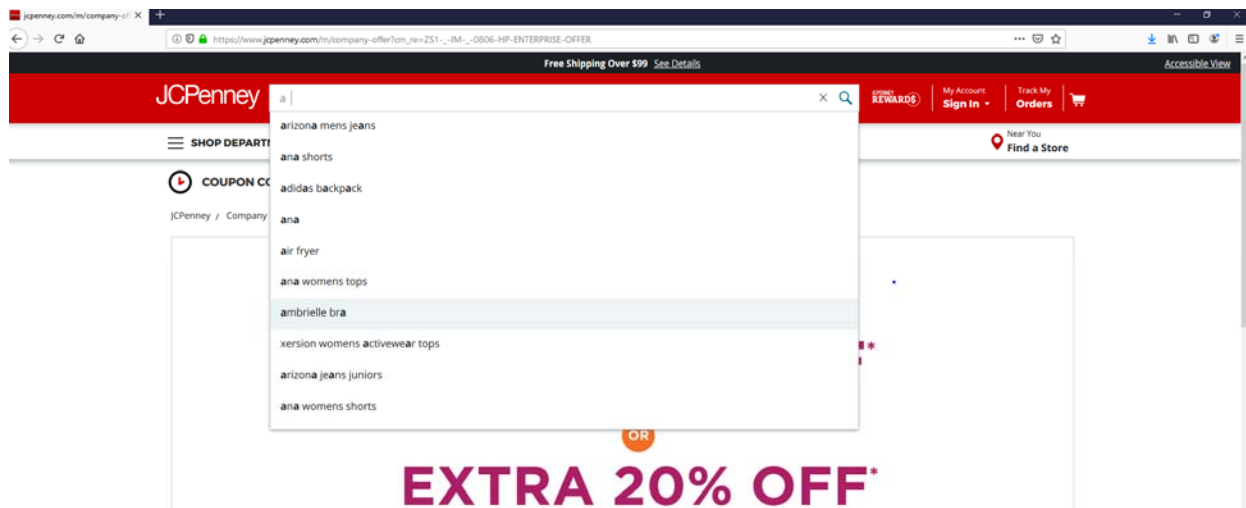 jcpenney.com/m/company-of
https://www.jcpenney.com/m/company-offer?cm_re=ZS1-_-IM-_-0806-HP-ENTERPRISE-OFFER
Free Shipping Over $99 See Details
Accessible View
JCPenney
a
JCPENNEY
REWARD$
My Account
Sign In
Track My
Orders
SHOP DEPART
Near You
Find a Store
COUPON CO
JCPenney / Company
arizona mens jeans
ana shorts
adidas backpack
ana
air fryer
ana womens tops
ambrielle bra
xersion womens activewear tops
arizona jeans juniors
ana womens shorts
*
OR
EXTRA 20% OFF*